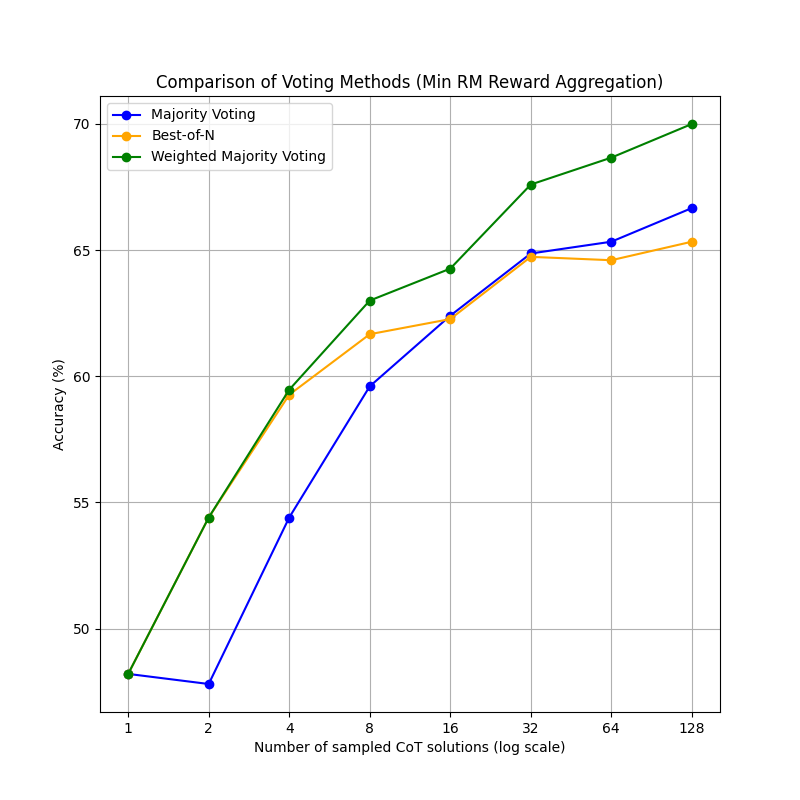 Comparison of Voting Methods (Min RM Reward Aggregation)
Majority Voting
Best-of-N
Weighted Majority Voting
70
65
60
55
50
Accuracy (%)
1 2 4 8 16 32 64 128
Number of sampled CoT solutions (log scale)